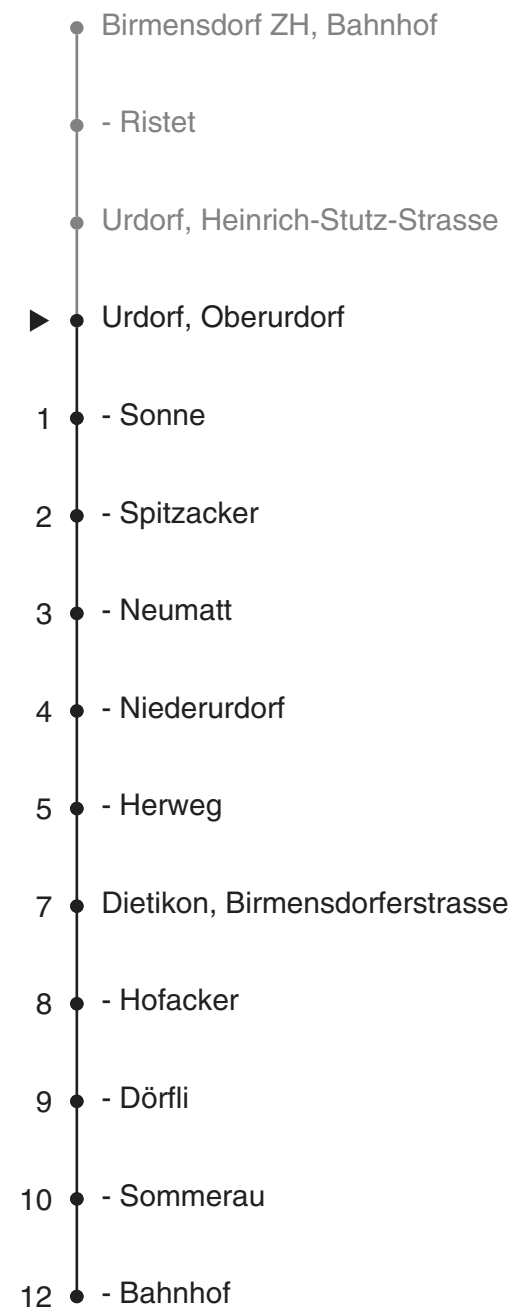 Birmensdorf ZH, Bahnhof
- Ristet
Urdorf, Heinrich-Stutz-Strasse
Urdorf, Oberurdorf
1 - Sonne
2 - Spitzacker
3 - Neumatt
4 - Niederurdorf
5 - Herweg
7 Dietikon, Birmensdorferstrasse
8 - Hofacker
9 - Dörfli
10 - Sommerau
12 - Bahnhof